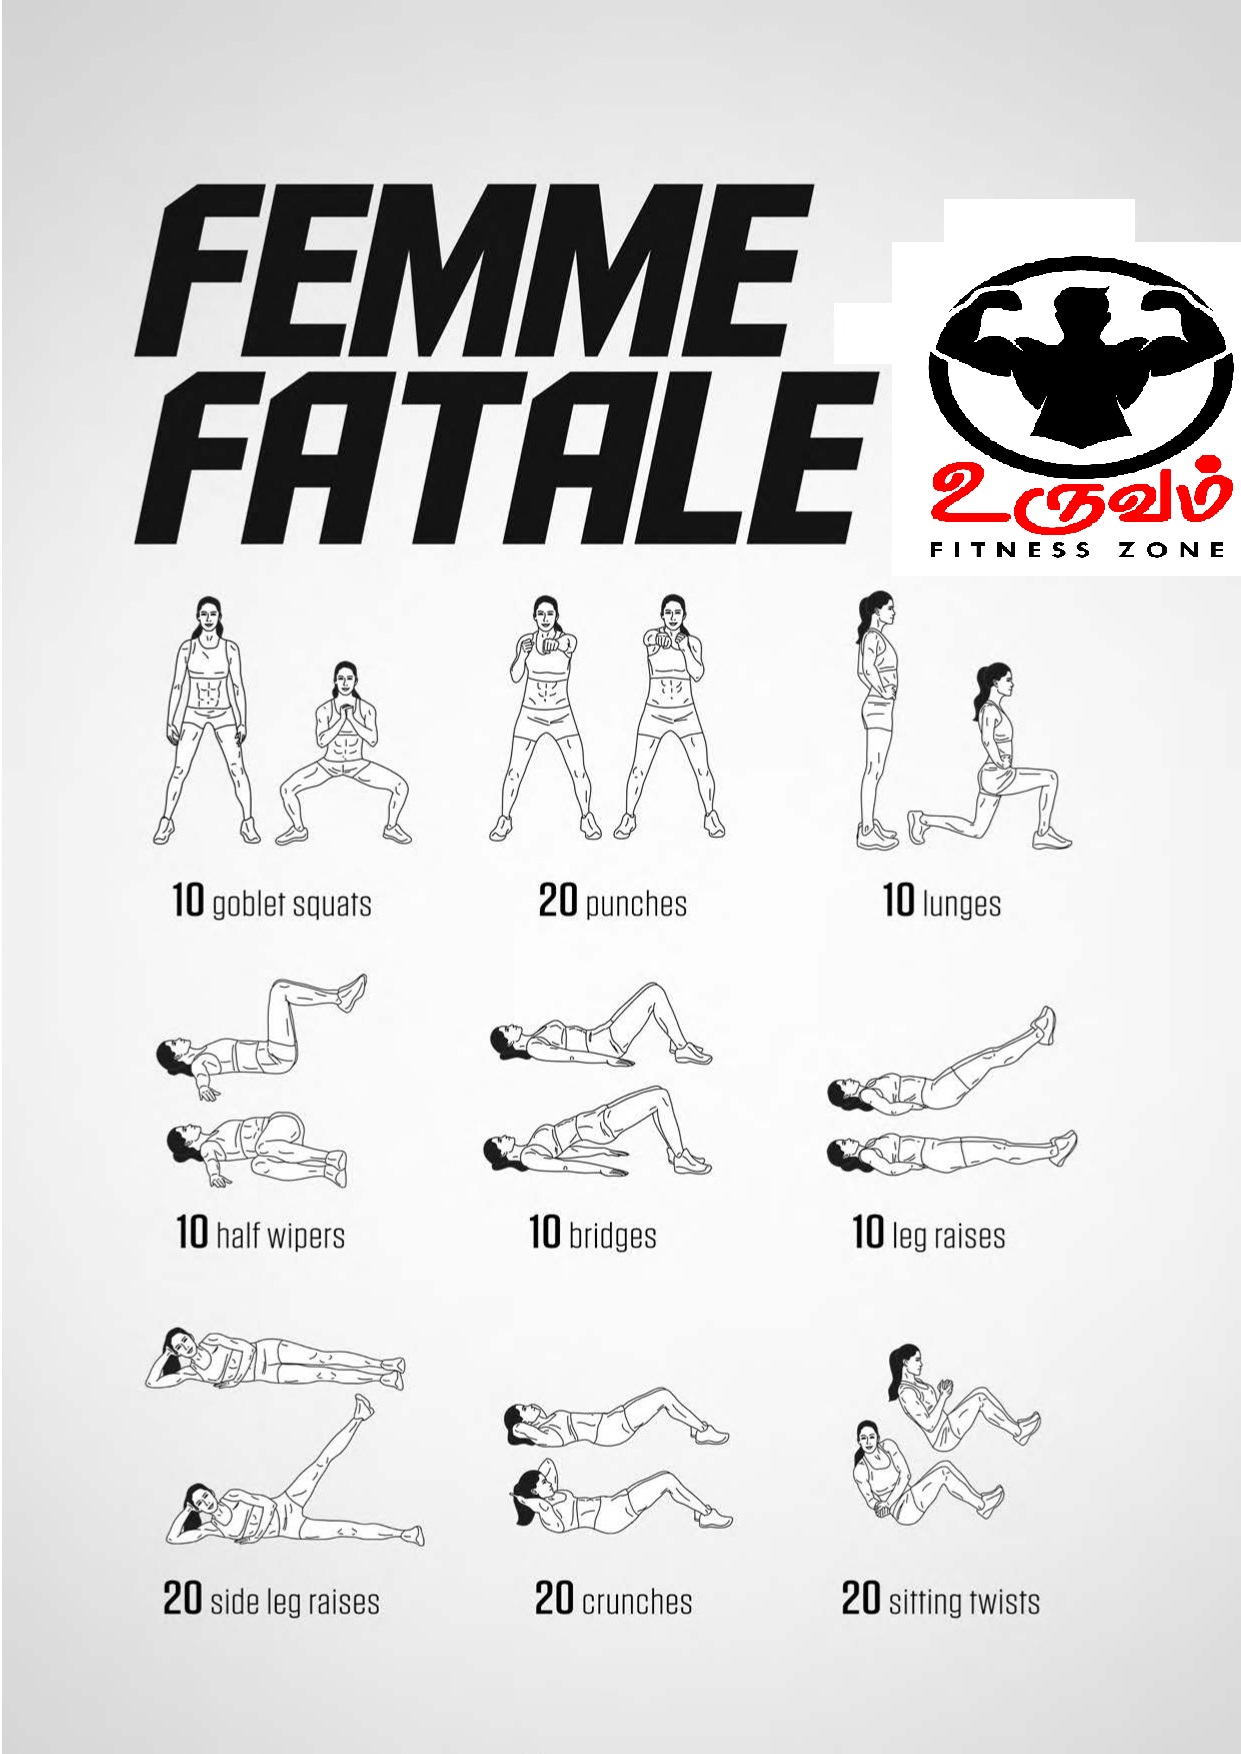 FEMME
FATALE
உருவம்
FITNESS ZONE
10 goblet squats
20 punches
10 lunges
10 half wipers
10 bridges
10 leg raises
20 side leg raises
20 crunches
20 sitting twists